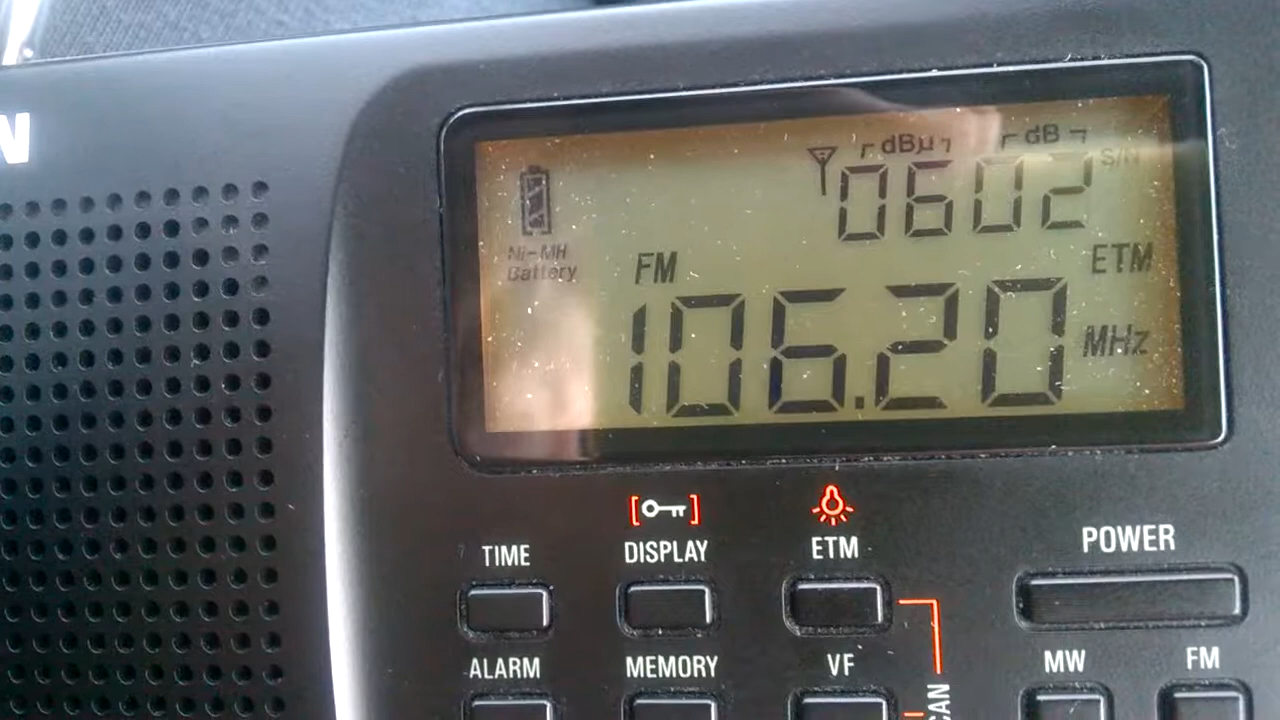 N
dBµ dB
0602 S/N
Ni-MH
Battery
FM
ETM
106.20 MHz
TIME
DISPLAY
ETM
POWER
ALARM
MEMORY
VF
MW
FM